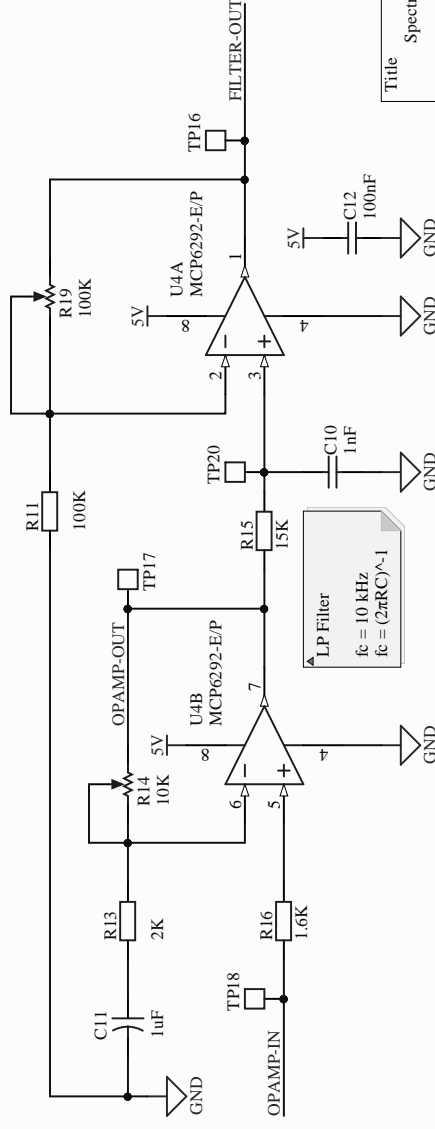 FILTER-OUT
TP16
R19
100K
U4A
MCP6292-E/P
5V
8
1
2
3
4
GND
5V
C12
100nF
GND
R11
100K
TP20
C10
1nF
GND
R15
15K
TP17
OPAMP-OUT
R14
10K
U4B
MCP6292-E/P
5V
8
7
6
5
4
GND
LP Filter
fc = 10 kHz
fc = (2πRC)^-1
R13
2K
C11
1uF
GND
R16
1.6K
TP18
OPAMP-IN
Title
Spectr